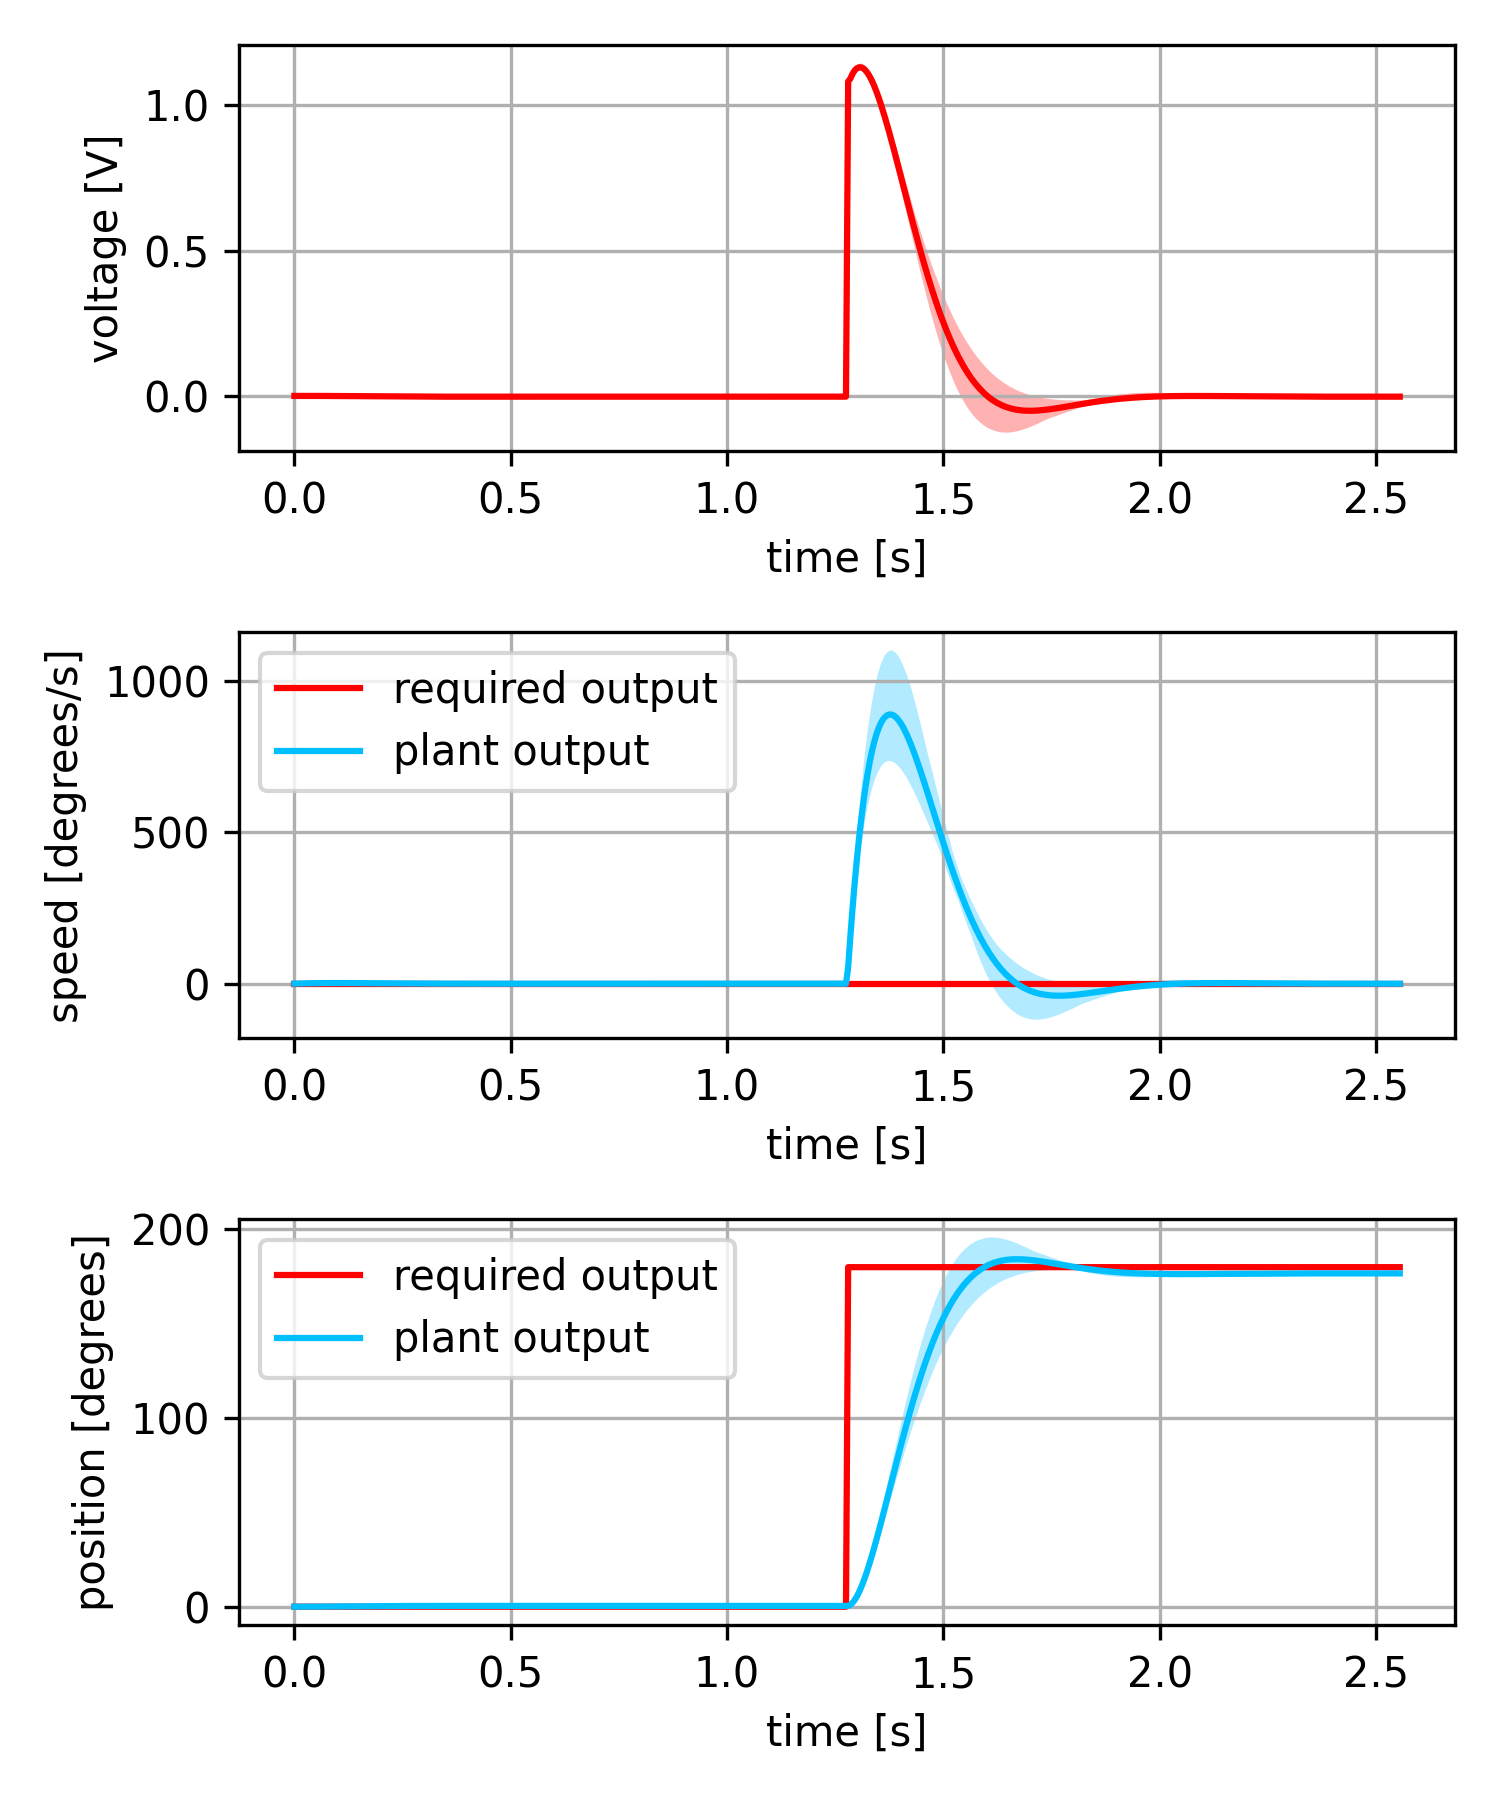 voltage [V]
1.0
0.5
0.0
0.0 0.5 1.0 1.5 2.0 2.5
time [s]
speed [degrees/s]
1000
500
0
required output
plant output
0.0 0.5 1.0 1.5 2.0 2.5
time [s]
position [degrees]
200
100
0
required output
plant output
0.0 0.5 1.0 1.5 2.0 2.5
time [s]